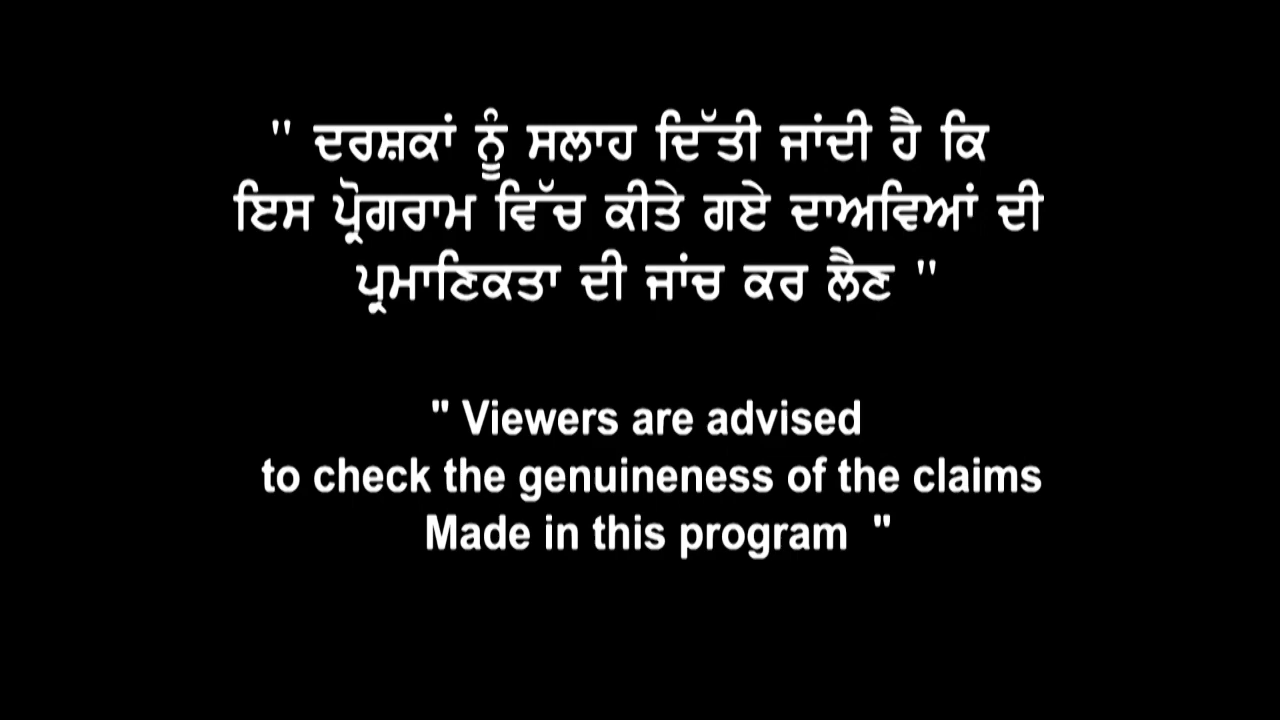 " ਦਰਸ਼ਕਾਂ ਨੂੰ ਸਲਾਹ ਦਿੱਤੀ ਜਾਂਦੀ ਹੈ ਕਿ
ਇਸ ਪ੍ਰੋਗਰਾਮ ਵਿੱਚ ਕੀਤੇ ਗਏ ਦਾਅਵਿਆਂ ਦੀ
ਪ੍ਰਮਾਣਿਕਤਾ ਦੀ ਜਾਂਚ ਕਰ ਲੈਣ "
" Viewers are advised
to check the genuineness of the claims
Made in this program "